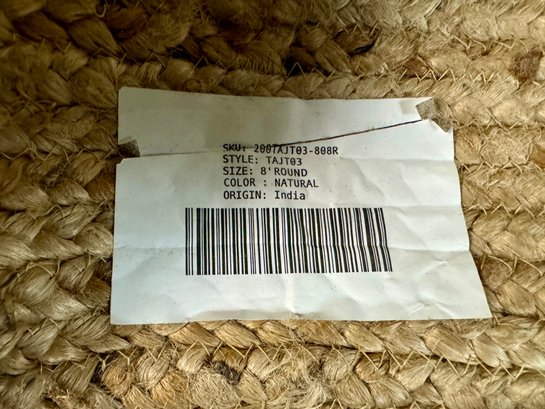 SKU: 200TAJT03-808R
STYLE: TAJT03
SIZE: 8'ROUND
COLOR : NATURAL
ORIGIN: India